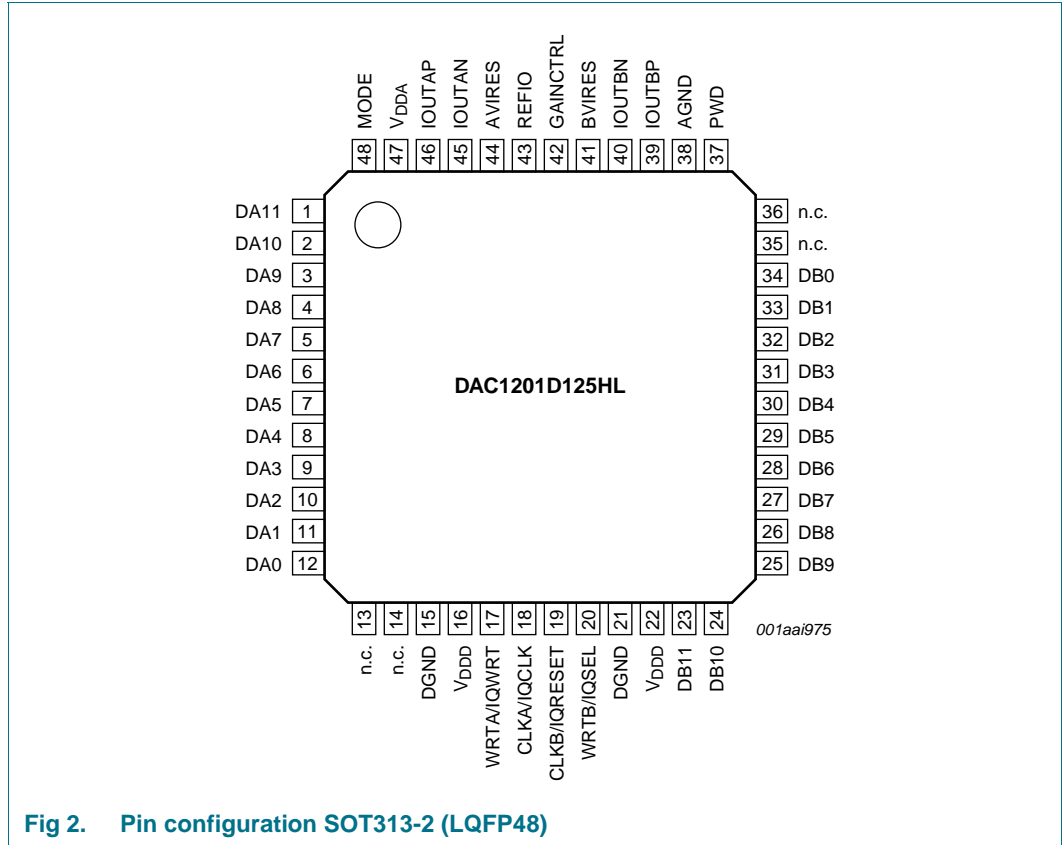 MODE
VDDA
IOUTAP
IOUTAN
AVIRES
REFIO
GAINCTRL
BVIRES
IOUTBN
IOUTBP
AGND
PWD
48
47
46
45
44
43
42
41
40
39
38
37
DA11 1
DA10 2
DA9 3
DA8 4
DA7 5
DA6 6
DA5 7
DA4 8
DA3 9
DA2 10
DA1 11
DA0 12
DAC1201D125HL
36 n.c.
35 n.c.
34 DB0
33 DB1
32 DB2
31 DB3
30 DB4
29 DB5
28 DB6
27 DB7
26 DB8
25 DB9
13
14
15
16
17
18
19
20
21
22
23
24
n.c.
n.c.
DGND
VDDD
WRTA/IQWRT
CLKA/IQCLK
CLKB/IQRESET
WRTB/IQSEL
DGND
VDDD
DB11
DB10
001aai975
Fig 2. Pin configuration SOT313-2 (LQFP48)